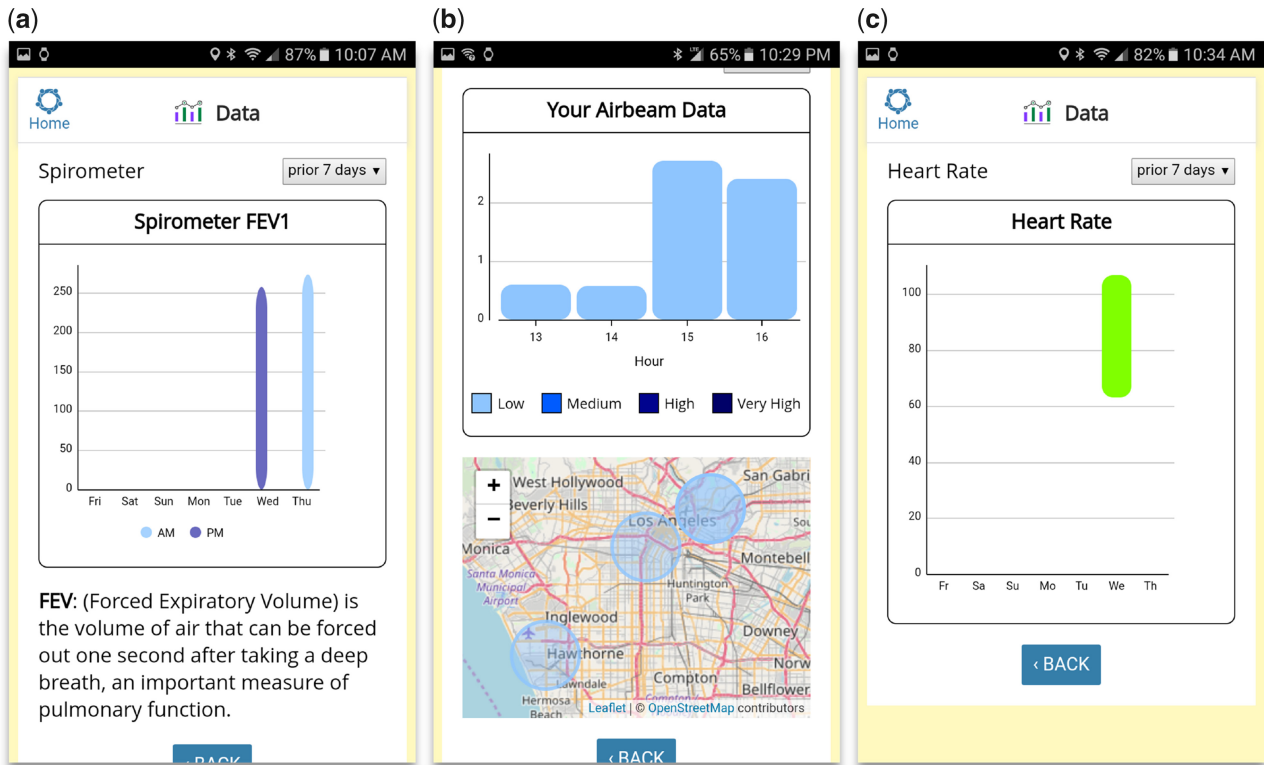 (a)
87% 10:07 AM
Home
Data
Spirometer
prior 7 days ▼
Spirometer FEV1
250
200
150
100
50
0
Fri Sat Sun Mon Tue Wed Thu
AM PM
FEV: (Forced Expiratory Volume) is
the volume of air that can be forced
out one second after taking a deep
breath, an important measure of
pulmonary function.
‹ BACK
(b)
LTE 65% 10:29 PM
Your Airbeam Data
2
1
0
13 14 15 16
Hour
Low Medium High Very High
+
−
West Hollywood
San Gabri
Beverly Hills
Los Angeles
Sou
Monica
Montebell
Santa Monica
Municipal
Airport
Huntington
Park
Inglewood
Downey
Hawthorne
Norw
Lawndale
Compton
Bellflower
Hermosa
Beach
Compton
Leaflet | © OpenStreetMap contributors
‹ BACK
(c)
82% 10:34 AM
Home
Data
Heart Rate
prior 7 days ▼
Heart Rate
100
80
60
40
20
0
Fr Sa Su Mo Tu We Th
‹ BACK